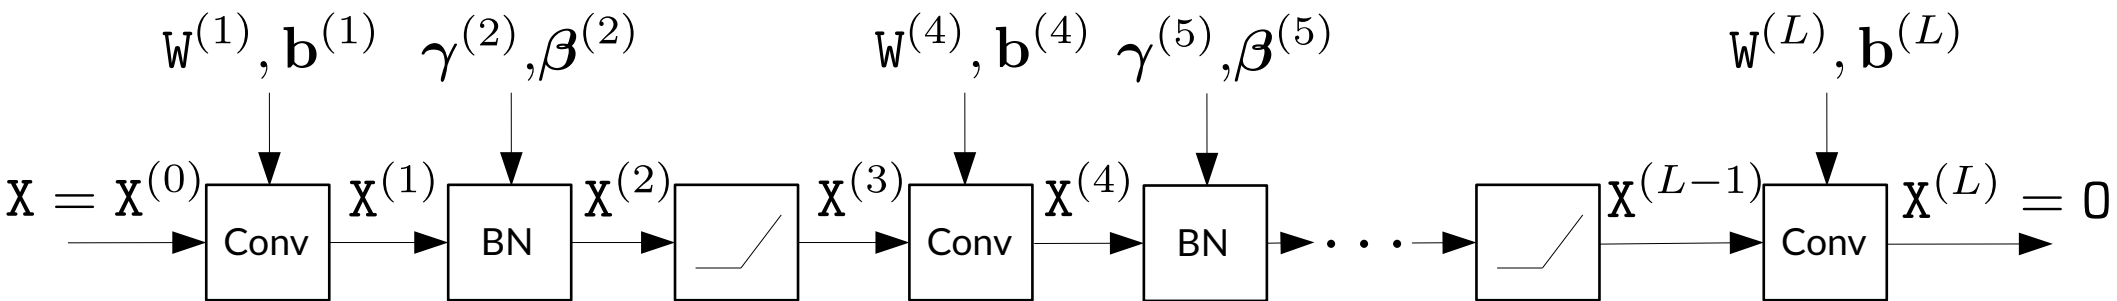 W^(1), b^(1) γ^(2), β^(2) W^(4), b^(4) γ^(5), β^(5) W^(L), b^(L)
X = X^(0) X^(1) X^(2) X^(3) X^(4) X^(L−1) X^(L) = O
Conv BN Conv BN ··· Conv